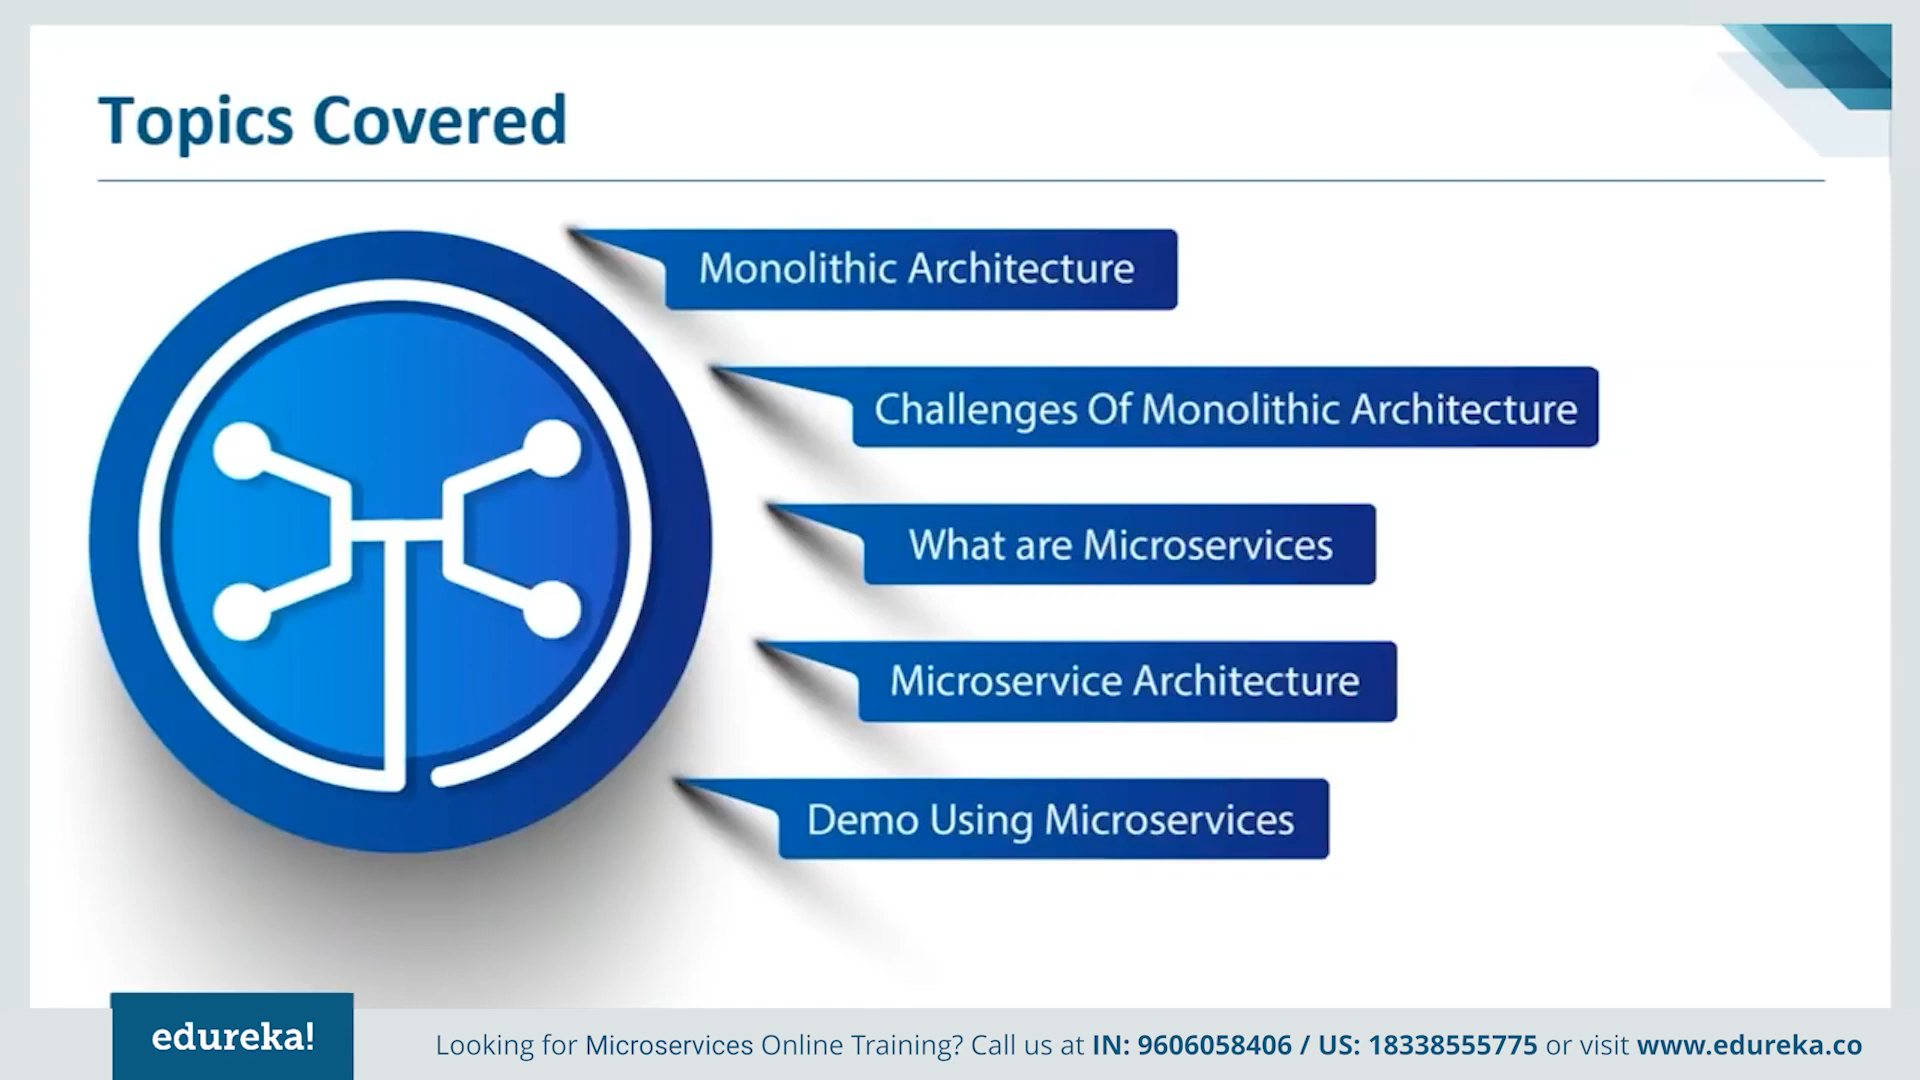 Topics Covered
Monolithic Architecture
Challenges Of Monolithic Architecture
What are Microservices
Microservice Architecture
Demo Using Microservices
edureka!
Looking for Microservices Online Training? Call us at IN: 9606058406 / US: 18338555775 or visit www.edureka.co